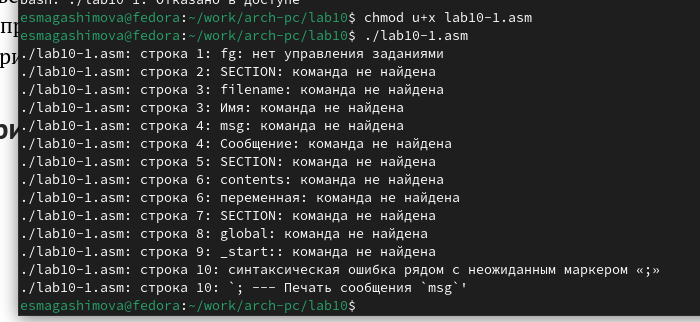 bash: ./lab10-1: Отказано в доступе
esmagashimova@fedora:~/work/arch-pc/lab10$ chmod u+x lab10-1.asm
esmagashimova@fedora:~/work/arch-pc/lab10$ ./lab10-1.asm
./lab10-1.asm: строка 1: fg: нет управления заданиями
./lab10-1.asm: строка 2: SECTION: команда не найдена
./lab10-1.asm: строка 3: filename: команда не найдена
./lab10-1.asm: строка 3: Имя: команда не найдена
./lab10-1.asm: строка 4: msg: команда не найдена
./lab10-1.asm: строка 4: Сообщение: команда не найдена
./lab10-1.asm: строка 5: SECTION: команда не найдена
./lab10-1.asm: строка 6: contents: команда не найдена
./lab10-1.asm: строка 6: переменная: команда не найдена
./lab10-1.asm: строка 7: SECTION: команда не найдена
./lab10-1.asm: строка 8: global: команда не найдена
./lab10-1.asm: строка 9: _start:: команда не найдена
./lab10-1.asm: строка 10: синтаксическая ошибка рядом с неожиданным маркером «;»
./lab10-1.asm: строка 10: `; --- Печать сообщения `msg`'
esmagashimova@fedora:~/work/arch-pc/lab10$